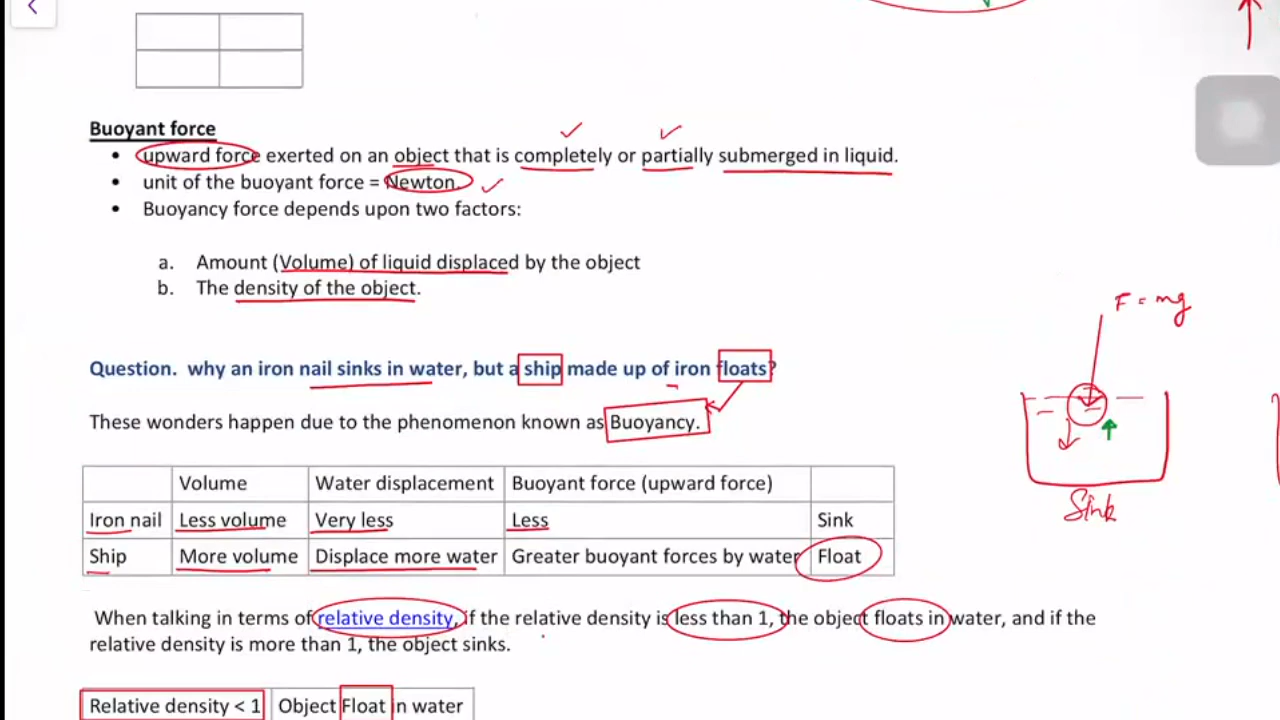 Buoyant force
• upward force exerted on an object that is completely or partially submerged in liquid.
• unit of the buoyant force = Newton.
• Buoyancy force depends upon two factors:
a. Amount (Volume) of liquid displaced by the object
b. The density of the object.
F = mg
Question. why an iron nail sinks in water, but a ship made up of iron floats?
These wonders happen due to the phenomenon known as Buoyancy.
Volume Water displacement Buoyant force (upward force)
Iron nail Less volume Very less Less Sink
Ship More volume Displace more water Greater buoyant forces by water Float
Sink
When talking in terms of relative density, if the relative density is less than 1, the object floats in water, and if the
relative density is more than 1, the object sinks.
Relative density < 1 Object Float in water